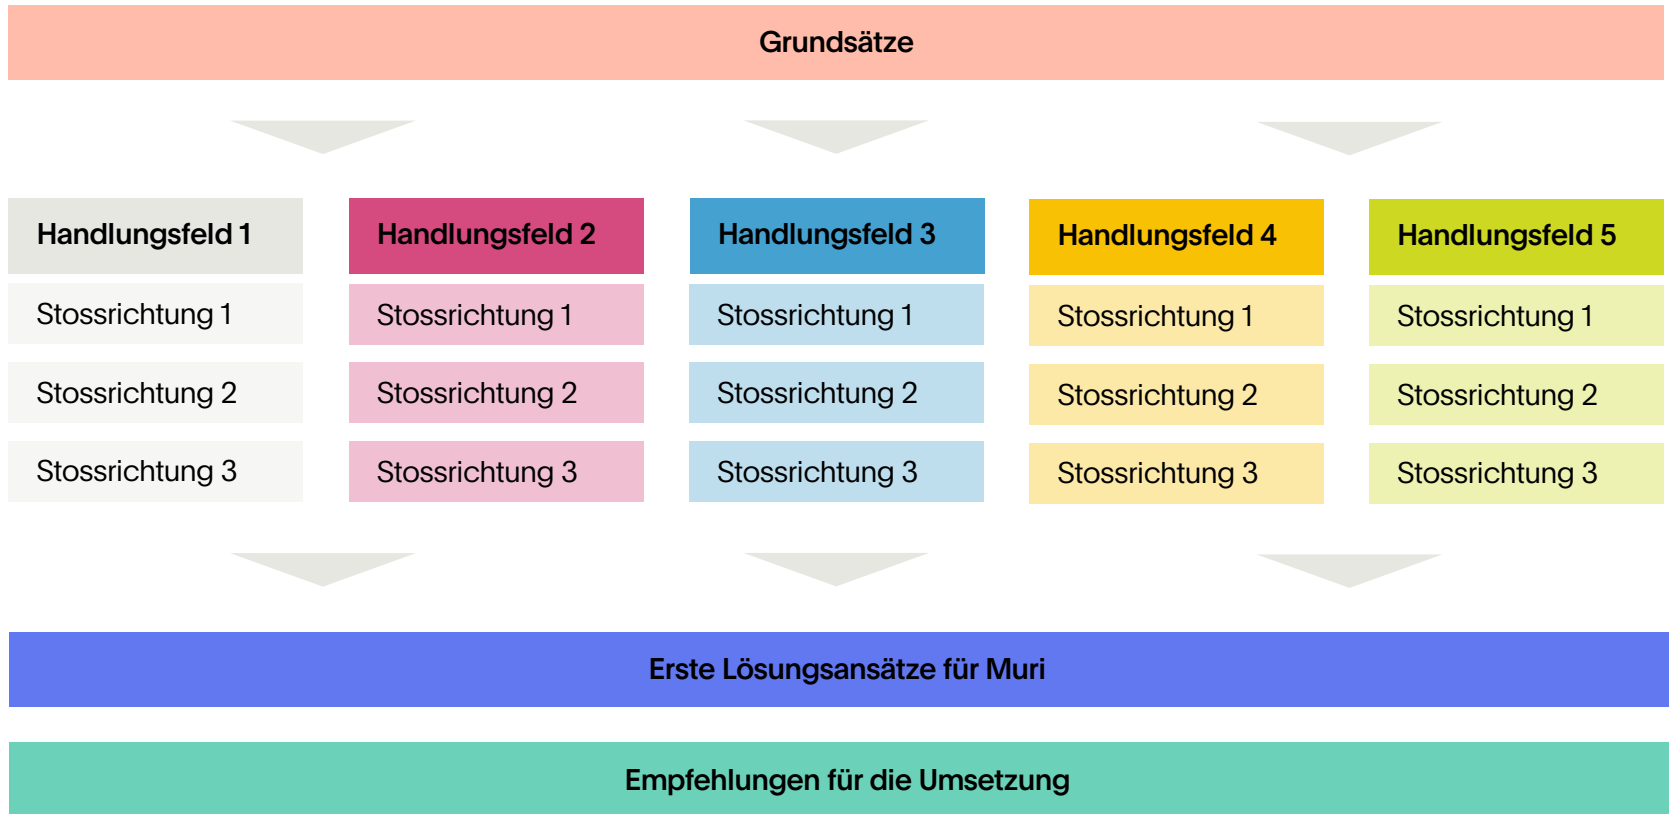 Grundsätze
Handlungsfeld 1
Handlungsfeld 2
Handlungsfeld 3
Handlungsfeld 4
Handlungsfeld 5
Stossrichtung 1
Stossrichtung 1
Stossrichtung 1
Stossrichtung 1
Stossrichtung 1
Stossrichtung 2
Stossrichtung 2
Stossrichtung 2
Stossrichtung 2
Stossrichtung 2
Stossrichtung 3
Stossrichtung 3
Stossrichtung 3
Stossrichtung 3
Stossrichtung 3
Erste Lösungsansätze für Muri
Empfehlungen für die Umsetzung